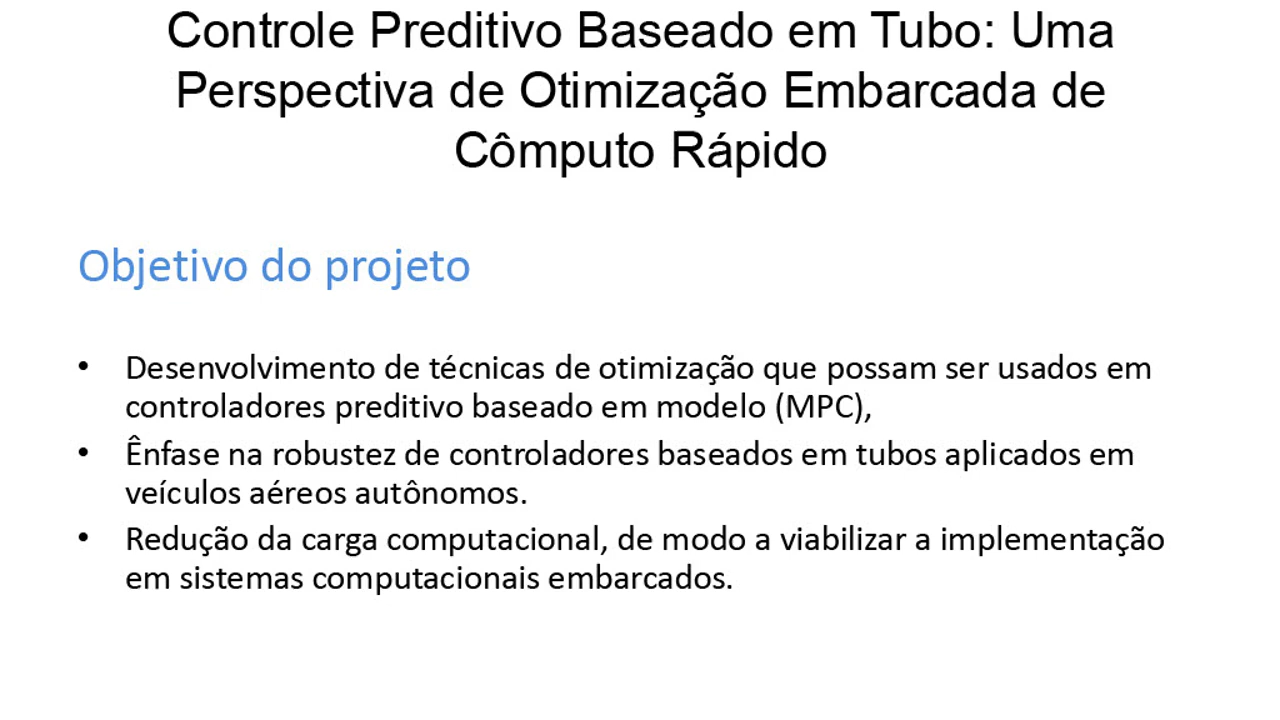 Controle Preditivo Baseado em Tubo: Uma
Perspectiva de Otimização Embarcada de
Cômputo Rápido
Objetivo do projeto
• Desenvolvimento de técnicas de otimização que possam ser usados em
controladores preditivo baseado em modelo (MPC),
• Ênfase na robustez de controladores baseados em tubos aplicados em
veículos aéreos autônomos.
• Redução da carga computacional, de modo a viabilizar a implementação
em sistemas computacionais embarcados.